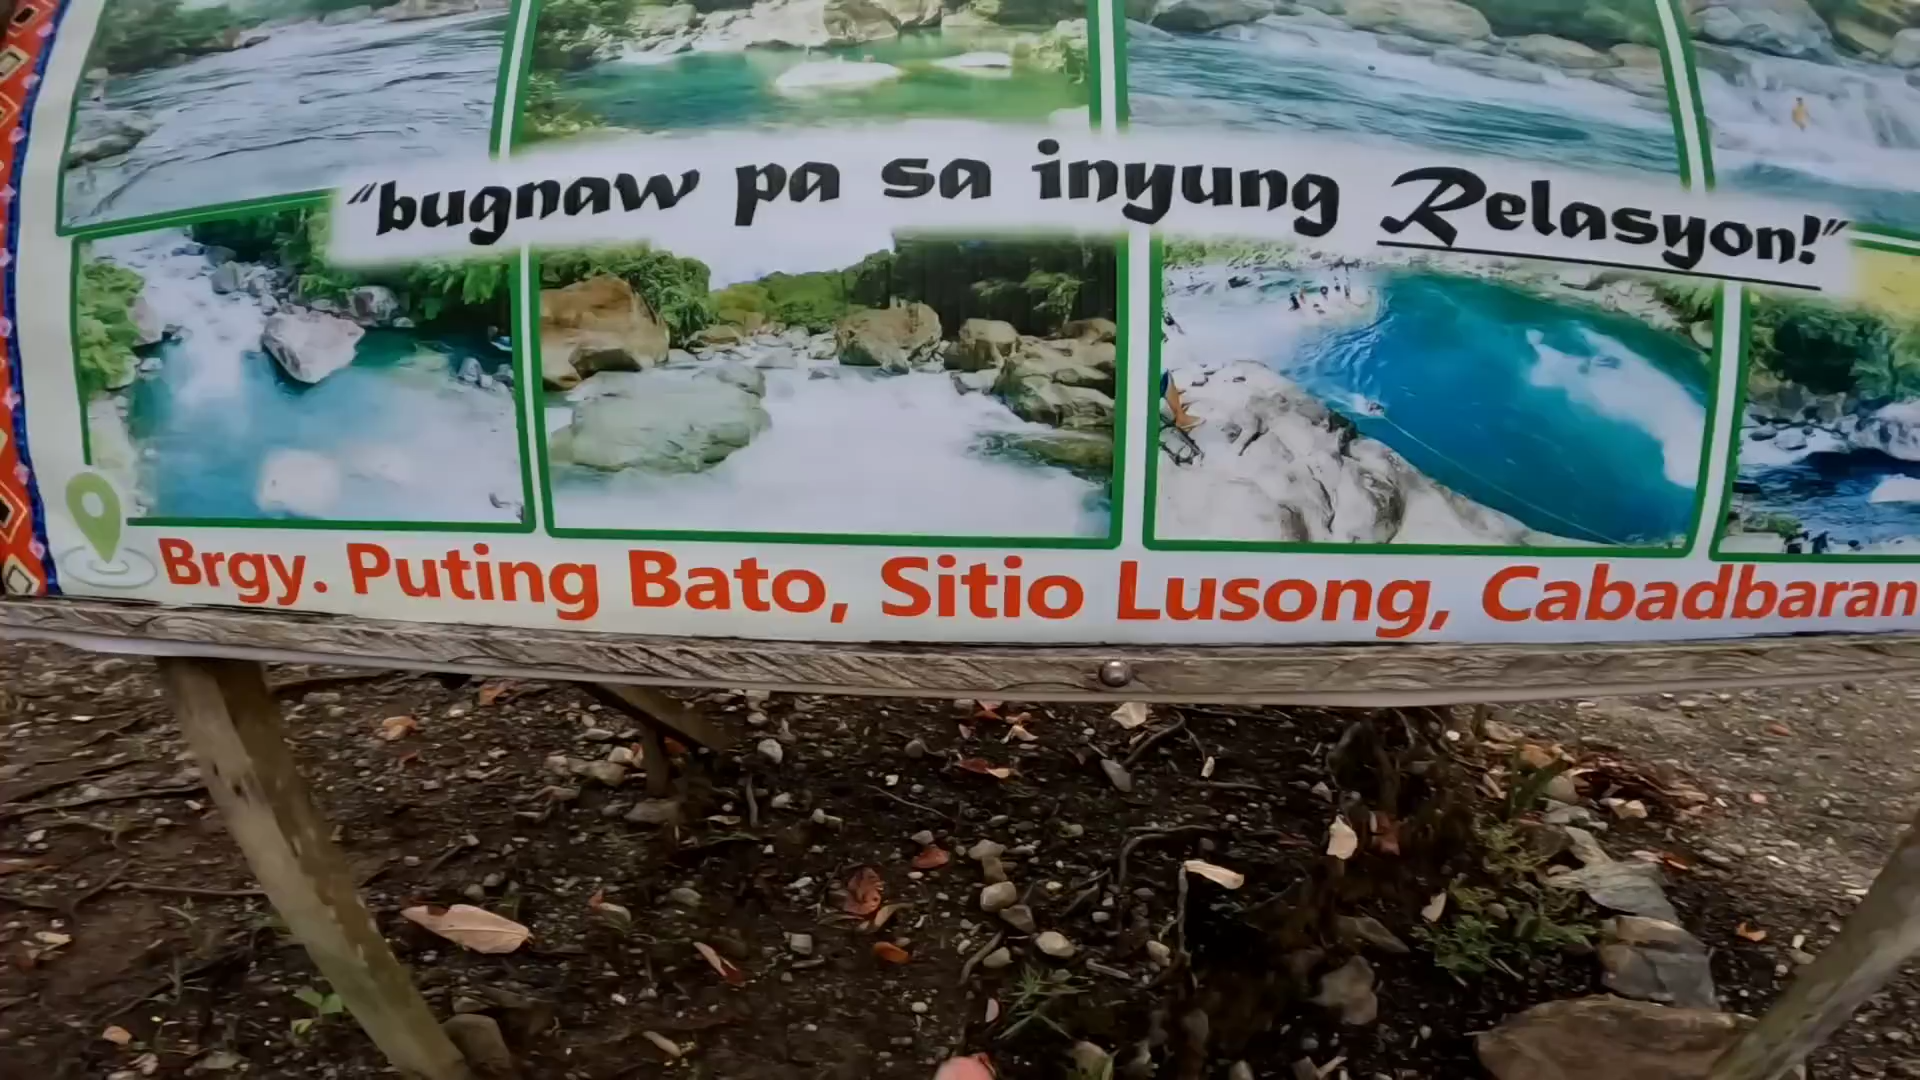 "bugnaw pa sa inyung Relasyon!"
Brgy. Puting Bato, Sitio Lusong, Cabadbaran